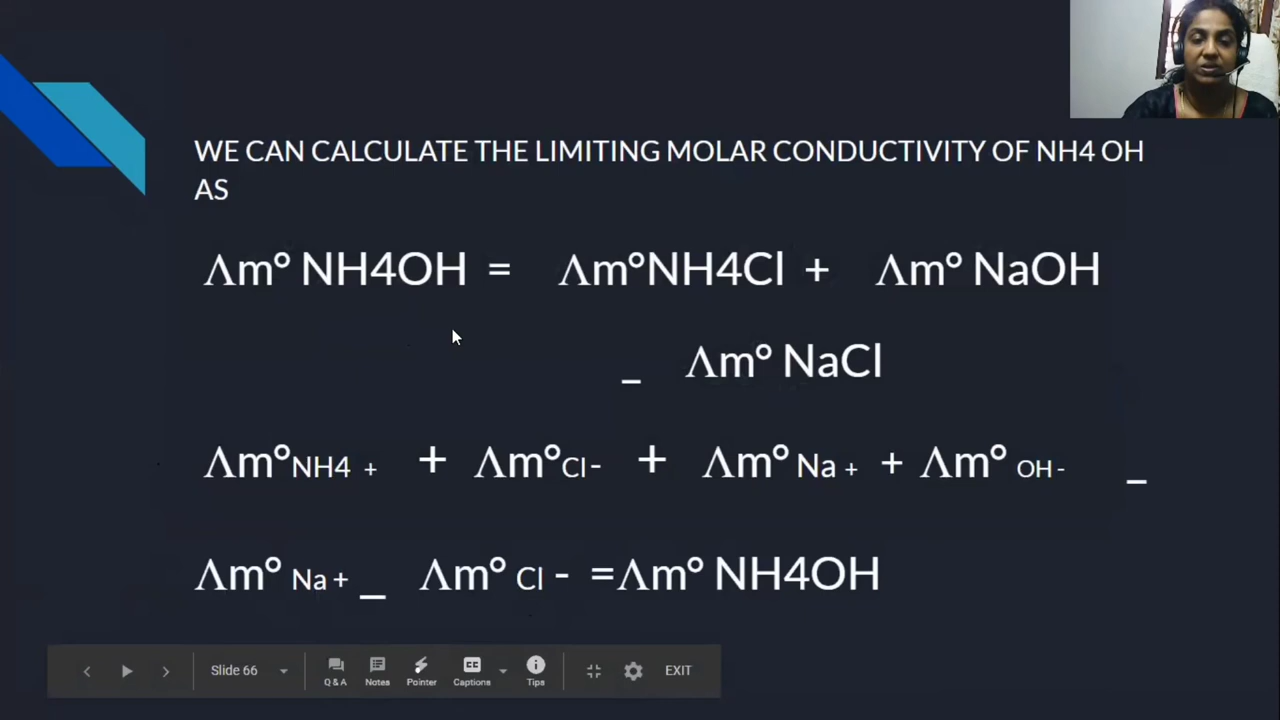 WE CAN CALCULATE THE LIMITING MOLAR CONDUCTIVITY OF NH4 OH
AS
Λm° NH4OH = Λm°NH4Cl + Λm° NaOH
_ Λm° NaCl
Λm°NH4 + + Λm°Cl- + Λm° Na + + Λm° OH - _
Λm° Na + _ Λm° Cl - =Λm° NH4OH
Slide 66
Q & A
Notes
Pointer
Captions
Tips
EXIT